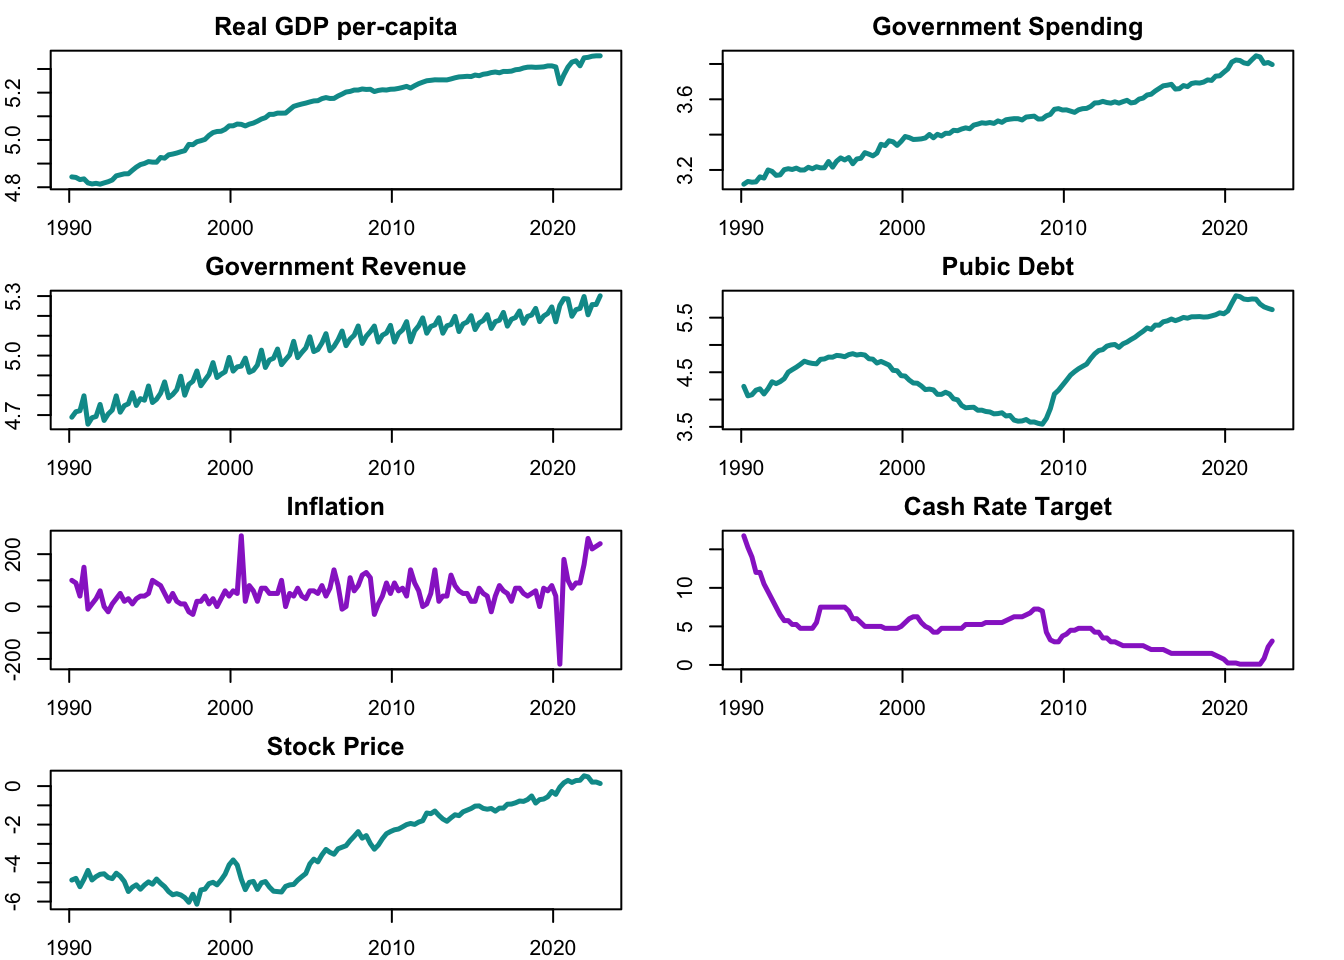 Real GDP per-capita
4.8 5.0 5.2
1990 2000 2010 2020
Government Spending
3.2 3.6
1990 2000 2010 2020
Government Revenue
4.7 5.0 5.3
1990 2000 2010 2020
Pubic Debt
3.5 4.5 5.5
1990 2000 2010 2020
Inflation
-200 0 200
1990 2000 2010 2020
Cash Rate Target
0 5 10
1990 2000 2010 2020
Stock Price
-6 -4 -2 0
1990 2000 2010 2020